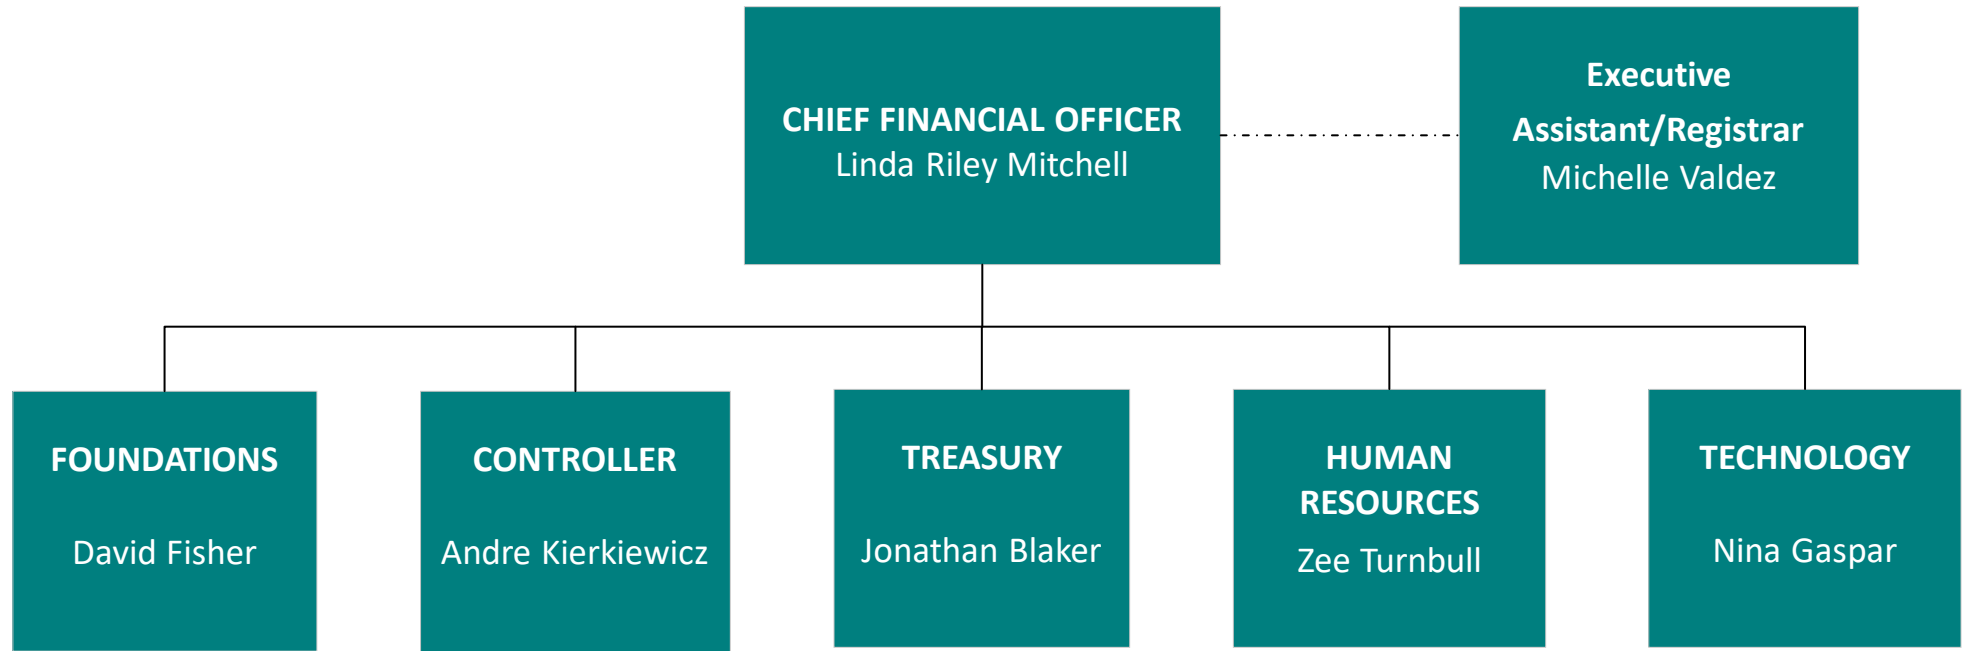 CHIEF FINANCIAL OFFICER
Linda Riley Mitchell
Executive
Assistant/Registrar
Michelle Valdez
FOUNDATIONS
David Fisher
CONTROLLER
Andre Kierkiewicz
TREASURY
Jonathan Blaker
HUMAN
RESOURCES
Zee Turnbull
TECHNOLOGY
Nina Gaspar